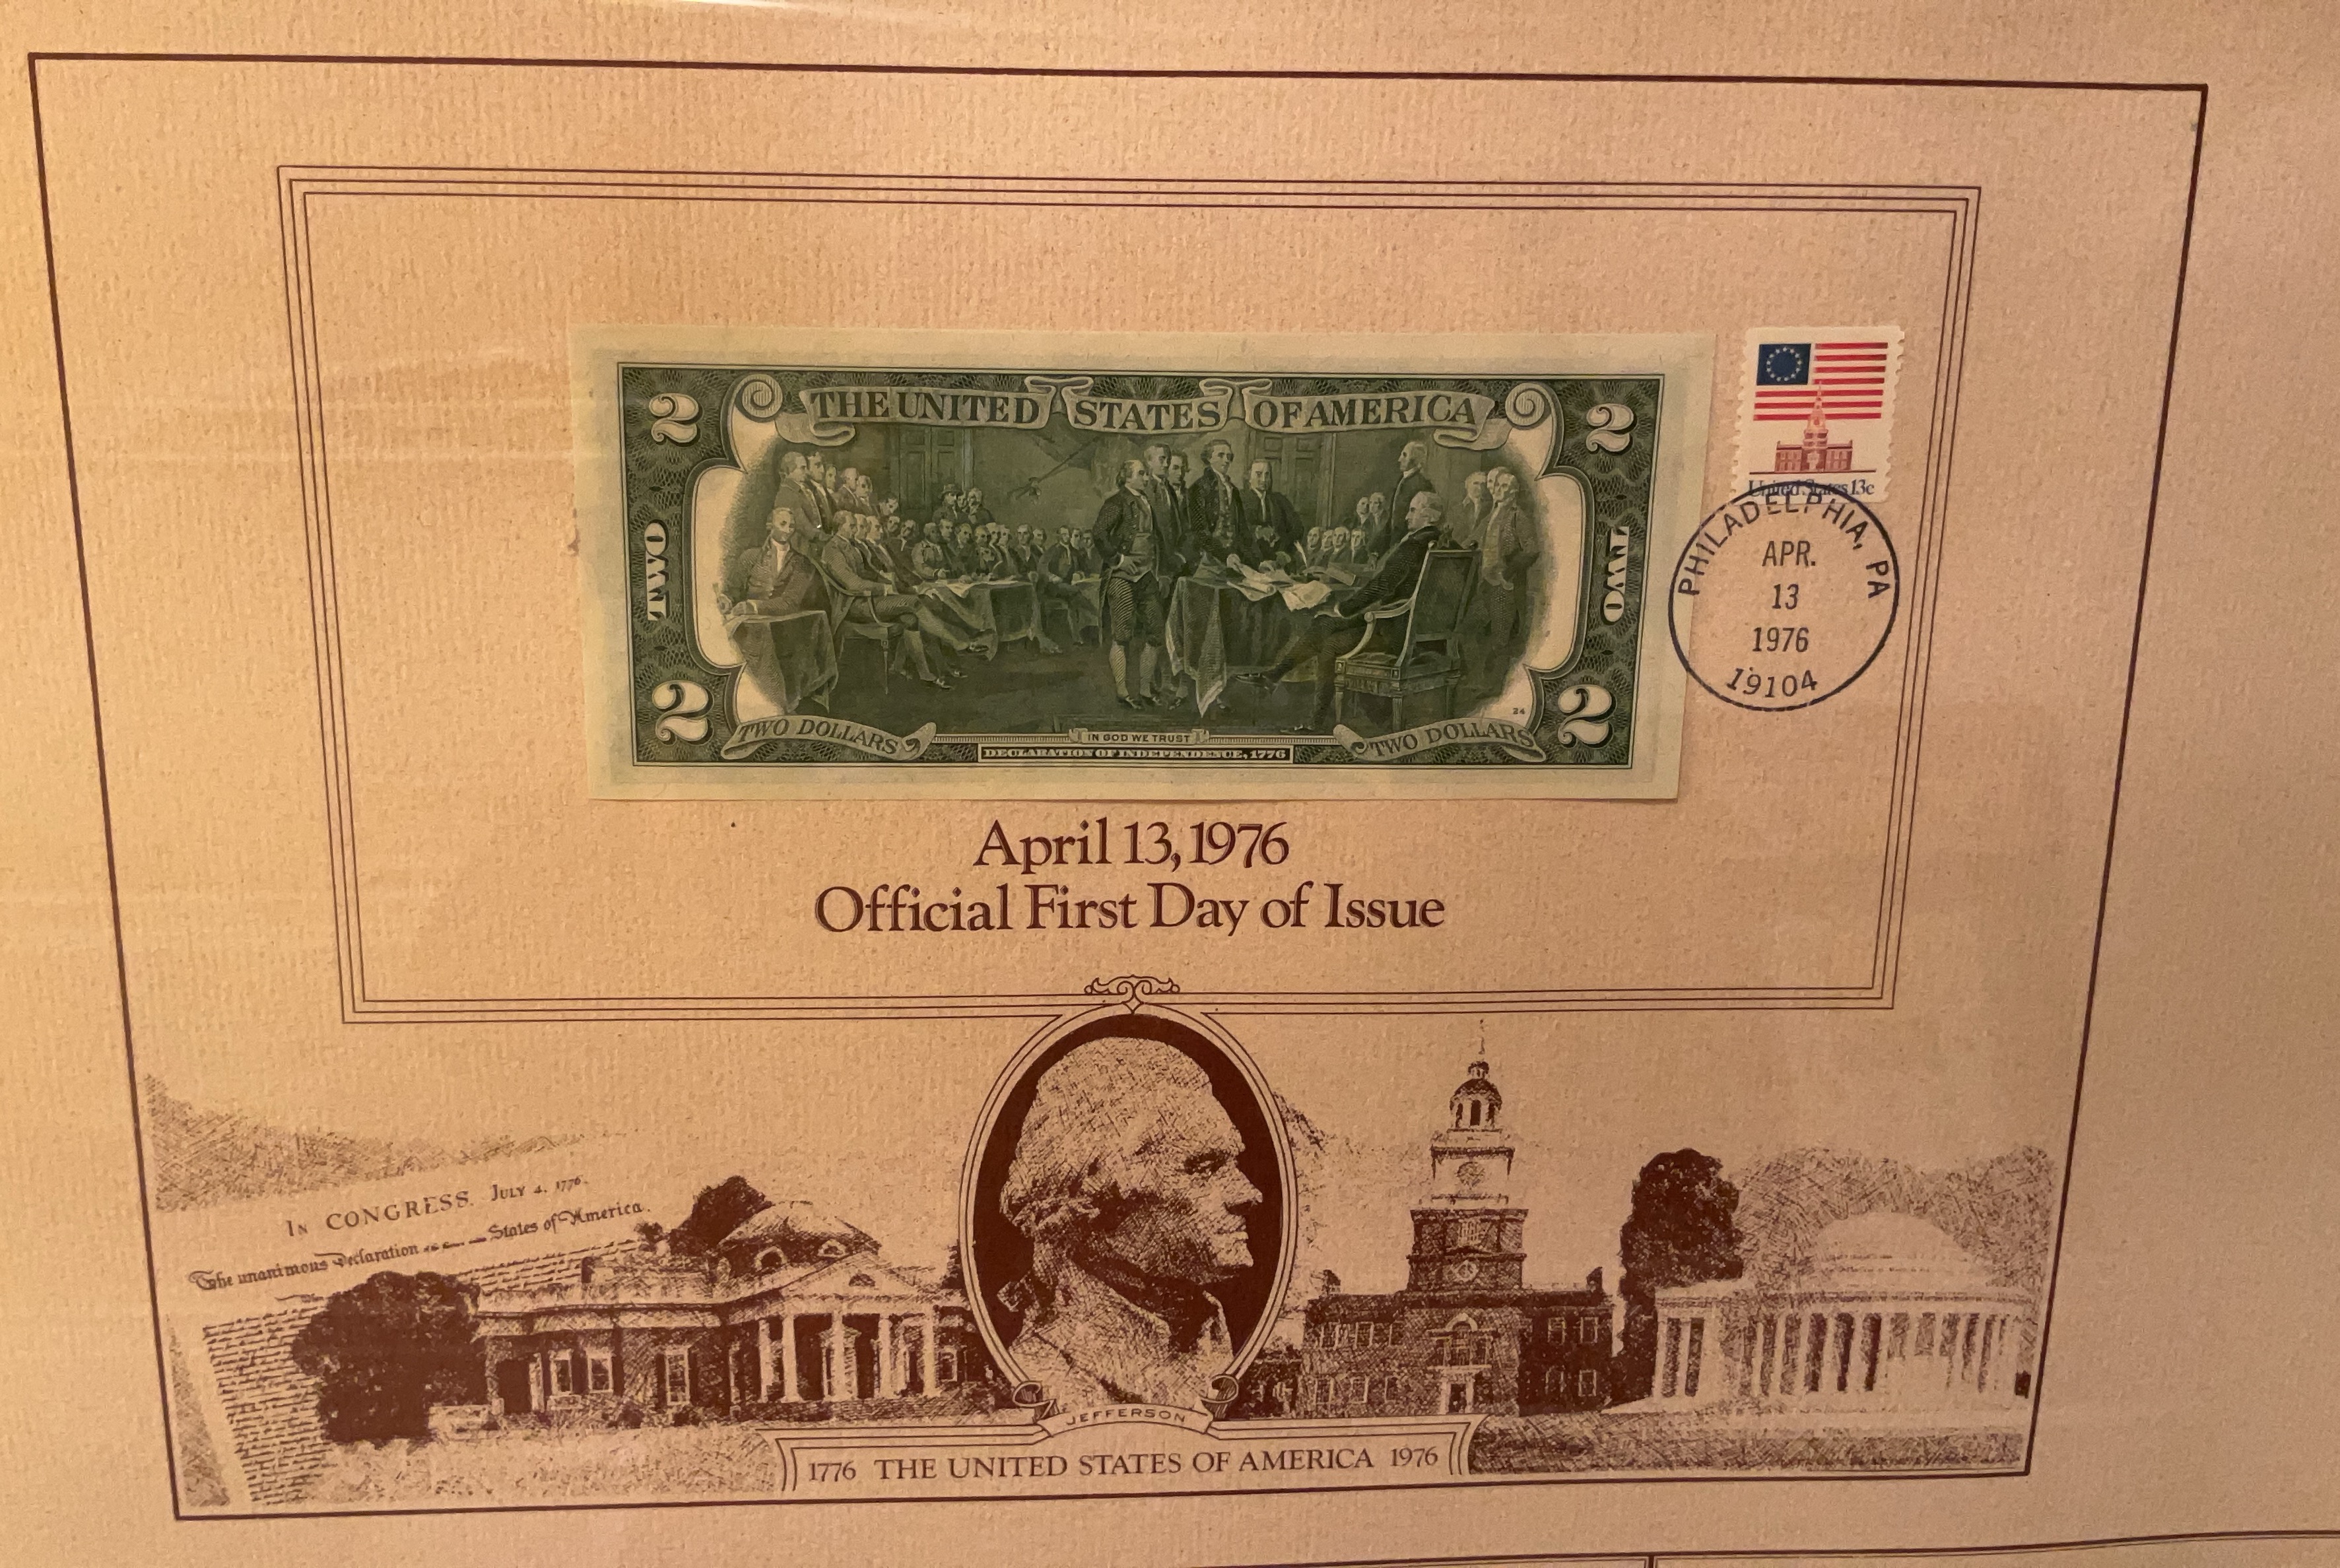 THE UNITED STATES OF AMERICA
2
2
TWO
TWO
2
2
TWO DOLLARS
IN GOD WE TRUST
DECLARATION OF INDEPENDENCE, 1776
TWO DOLLARS
24
United States 13c
PHILADELPHIA, PA
APR.
13
1976
19104
April 13, 1976
Official First Day of Issue
IN CONGRESS. JULY 4, 1776.
The unanimous Declaration
States of America.
JEFFERSON
1776 THE UNITED STATES OF AMERICA 1976